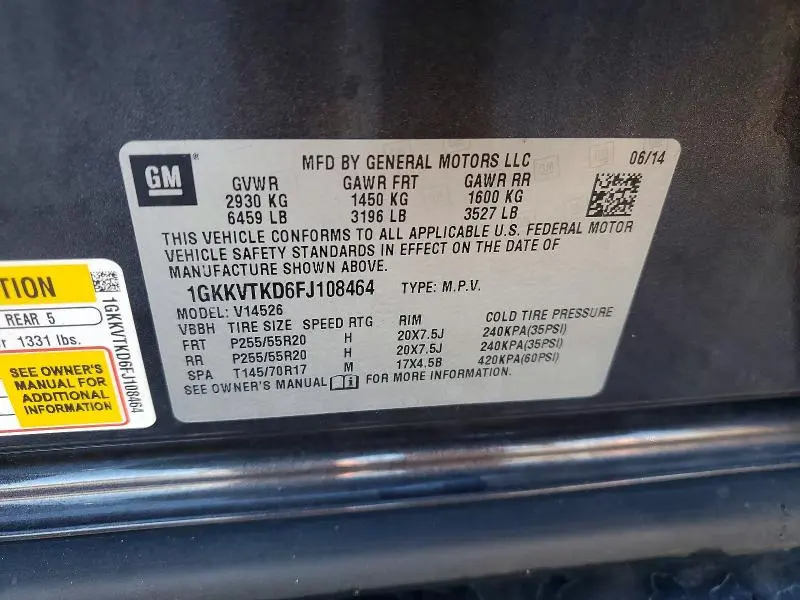 GM
MFD BY GENERAL MOTORS LLC 06/14
GVWR GAWR FRT GAWR RR
2930 KG 1450 KG 1600 KG
6459 LB 3196 LB 3527 LB
THIS VEHICLE CONFORMS TO ALL APPLICABLE U.S. FEDERAL MOTOR
VEHICLE SAFETY STANDARDS IN EFFECT ON THE DATE OF
MANUFACTURE SHOWN ABOVE.
1GKKVTKD6FJ108464 TYPE: M.P.V.
MODEL: V14526
VBBH TIRE SIZE SPEED RTG RIM COLD TIRE PRESSURE
FRT P255/55R20 H 20X7.5J 240KPA(35PSI)
RR P255/55R20 H 20X7.5J 240KPA(35PSI)
SPA T145/70R17 M 17X4.5B 420KPA(60PSI)
SEE OWNER'S MANUAL FOR MORE INFORMATION.
TION
REAR 5
r 1331 lbs.
SEE OWNER'S
MANUAL FOR
ADDITIONAL
INFORMATION
1GKKVTKD6FJ108464